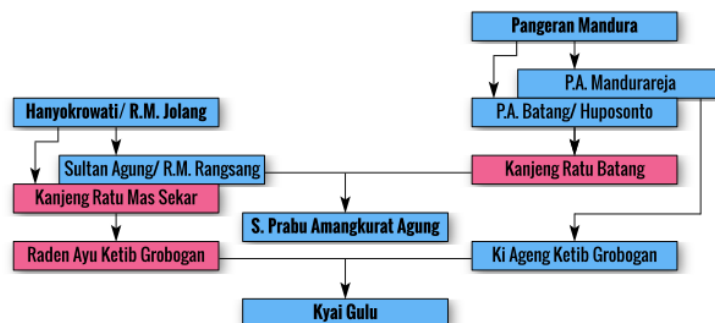 Pangeran Mandura
P.A. Mandurareja
Hanyokrowati/ R.M. Jolang
P.A. Batang/ Huposonto
Sultan Agung/ R.M. Rangsang
Kanjeng Ratu Batang
Kanjeng Ratu Mas Sekar
S. Prabu Amangkurat Agung
Raden Ayu Ketib Grobogan
Ki Ageng Ketib Grobogan
Kyai Gulu